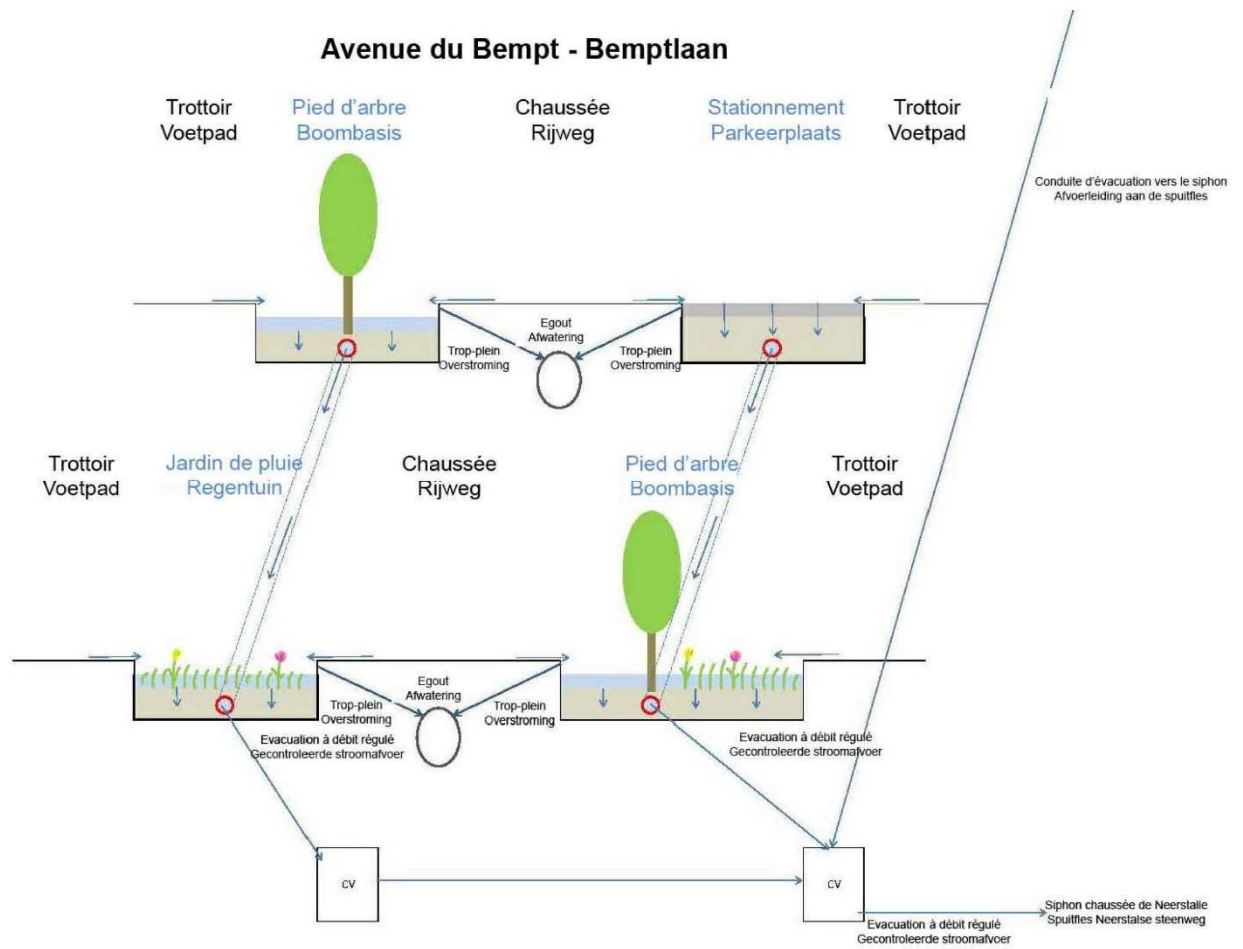 Avenue du Bempt - Bemptlaan
Trottoir
Voetpad
Pied d'arbre
Boombasis
Chaussée
Rijweg
Stationnement
Parkeerplaats
Trottoir
Voetpad
Conduite d'évacuation vers le siphon
Afvoerleiding aan de spuitfles
Egout
Afwatering
Trop-plein
Overstroming
Trop-plein
Overstroming
Trottoir
Voetpad
Jardin de pluie
Regentuin
Chaussée
Rijweg
Pied d'arbre
Boombasis
Trottoir
Voetpad
Egout
Afwatering
Trop-plein
Overstroming
Trop-plein
Overstroming
Evacuation à débit régulé
Gecontroleerde stroomafvoer
Evacuation à débit régulé
Gecontroleerde stroomafvoer
CV
CV
Siphon chaussée de Neerstalle
Spuitfles Neerstalse steenweg
Evacuation à débit régulé
Gecontroleerde stroomafvoer